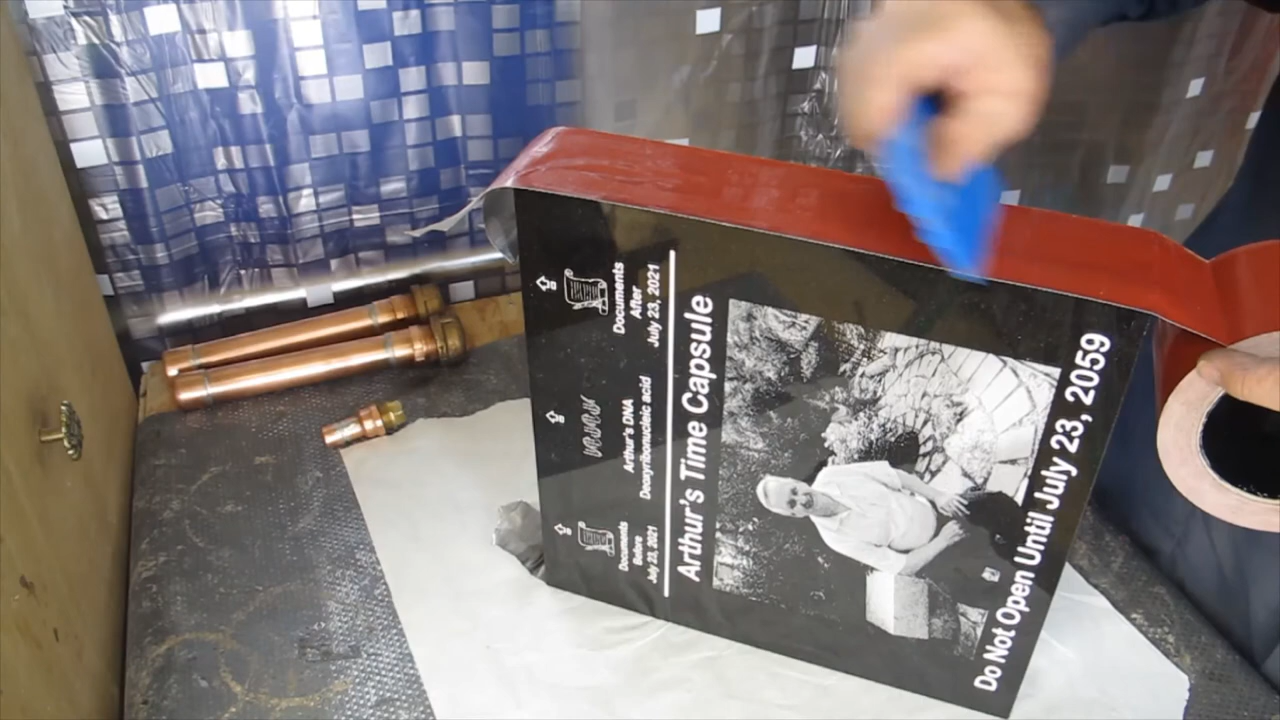 Documents
Before
July 23, 2021
Arthur's DNA
Deoxyribonucleic acid
Documents
After
July 23, 2021
Arthur's Time Capsule
Do Not Open Until July 23, 2059